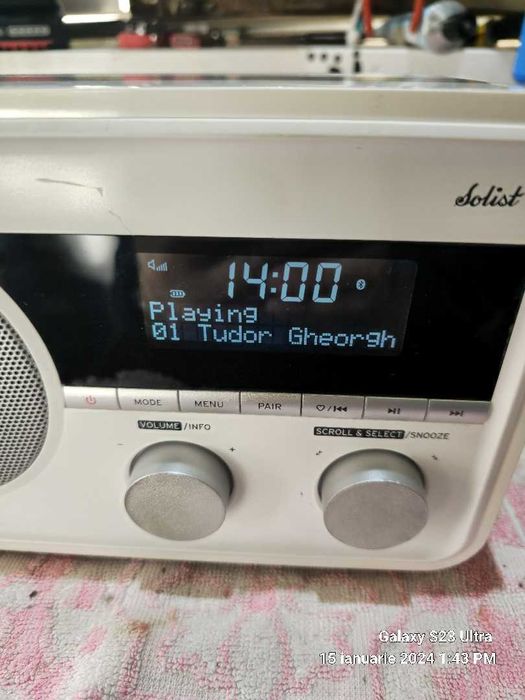 Solist
14:00
Playing
01 Tudor Gheorgh
MODE
MENU
PAIR
VOLUME /INFO
SCROLL & SELECT /SNOOZE
- +
Galaxy S23 Ultra
15 ianuarie 2024 1:43 PM